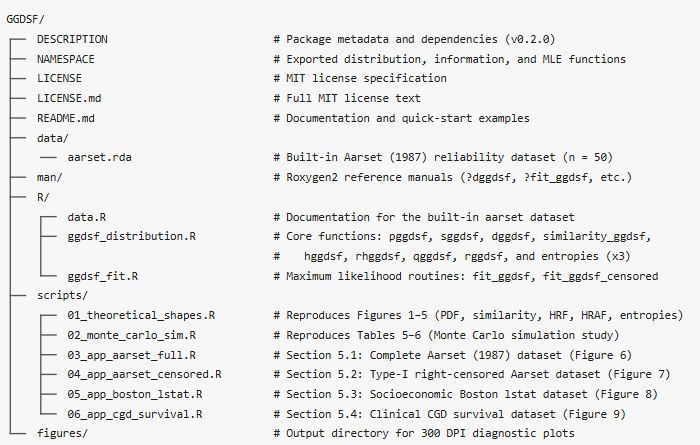 GGDSF/
DESCRIPTION # Package metadata and dependencies (v0.2.0)
NAMESPACE # Exported distribution, information, and MLE functions
LICENSE # MIT license specification
LICENSE.md # Full MIT license text
README.md # Documentation and quick-start examples
data/
aarset.rda # Built-in Aarset (1987) reliability dataset (n = 50)
man/ # Roxygen2 reference manuals (?dggdsf, ?fit_ggdsf, etc.)
R/
data.R # Documentation for the built-in aarset dataset
ggdsf_distribution.R # Core functions: pggdsf, sggdsf, dggdsf, similarity_ggdsf,
# hggdsf, rhggdsf, qggdsf, rggdsf, and entropies (x3)
ggdsf_fit.R # Maximum likelihood routines: fit_ggdsf, fit_ggdsf_censored
scripts/
01_theoretical_shapes.R # Reproduces Figures 1–5 (PDF, similarity, HRF, HRAF, entropies)
02_monte_carlo_sim.R # Reproduces Tables 5–6 (Monte Carlo simulation study)
03_app_aarset_full.R # Section 5.1: Complete Aarset (1987) dataset (Figure 6)
04_app_aarset_censored.R # Section 5.2: Type-I right-censored Aarset dataset (Figure 7)
05_app_boston_lstat.R # Section 5.3: Socioeconomic Boston lstat dataset (Figure 8)
06_app_cgd_survival.R # Section 5.4: Clinical CGD survival dataset (Figure 9)
figures/ # Output directory for 300 DPI diagnostic plots